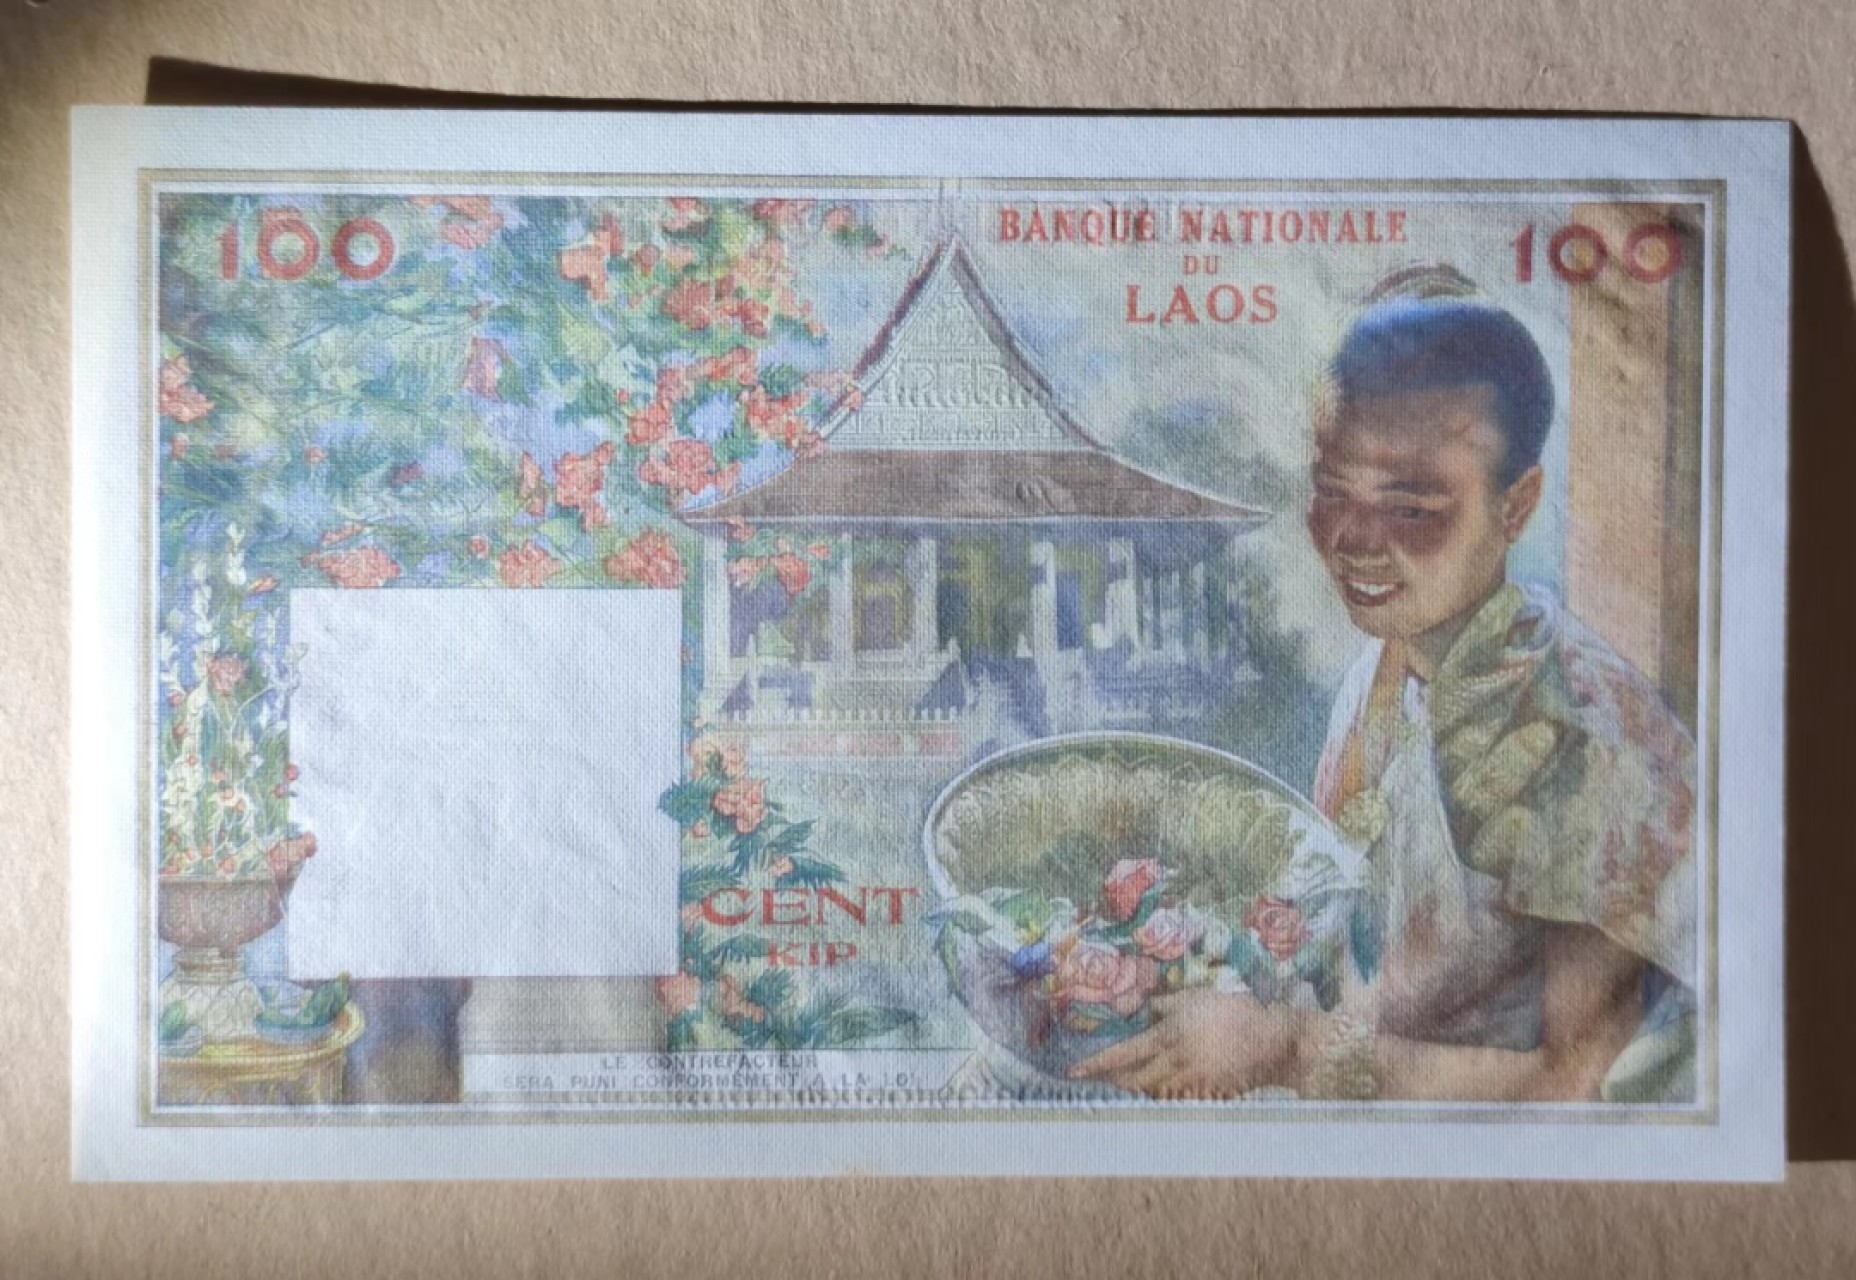 100
BANQUE NATIONALE
DU
LAOS
100
CENT
KIP
LE CONTREFACTEUR
SERA PUNI CONFORMÉMENT A LA LOI